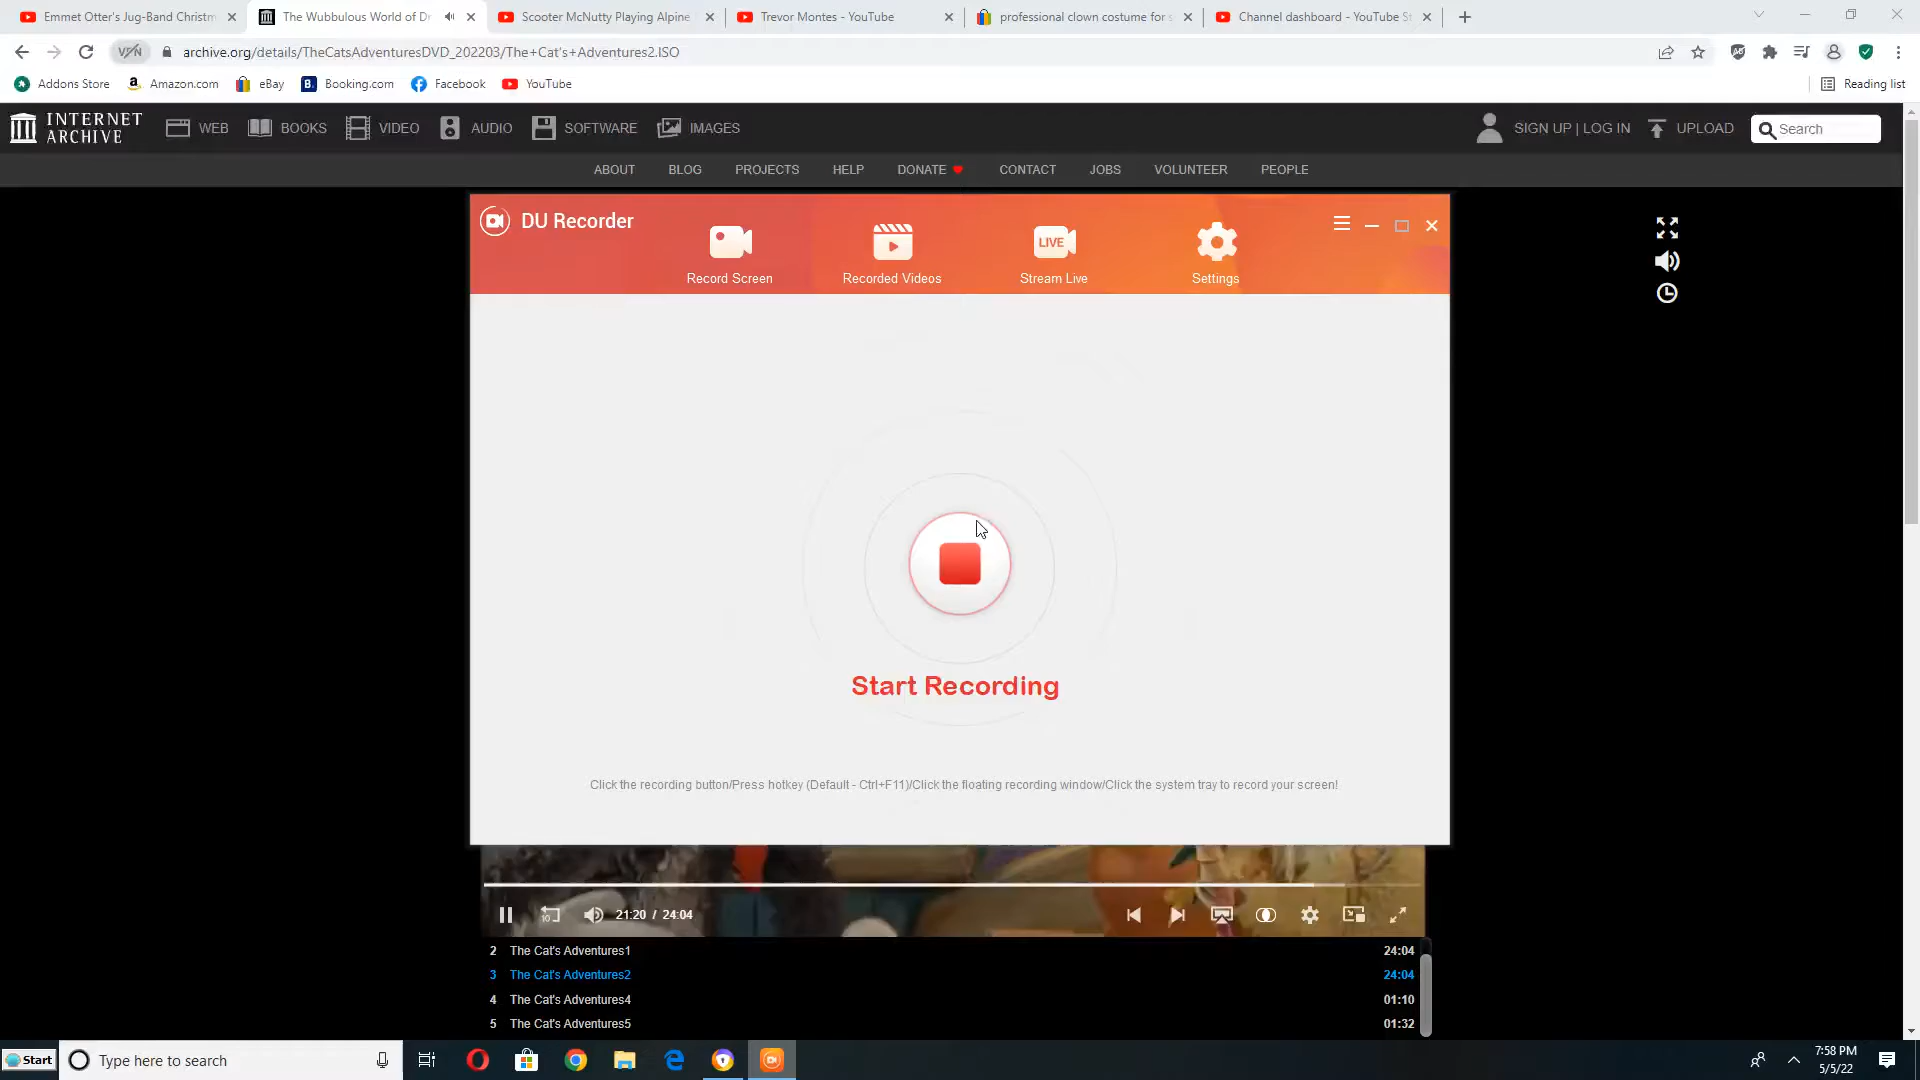 Emmet Otter's Jug-Band Christm
The Wubbulous World of Dr
Scooter McNutty Playing Alpine
Trevor Montes - YouTube
professional clown costume for s
Channel dashboard - YouTube St
VPN
archive.org/details/TheCatsAdventuresDVD_202203/The+Cat's+Adventures2.ISO
Addons Store
Amazon.com
eBay
Booking.com
Facebook
YouTube
Reading list
INTERNET
ARCHIVE
WEB
BOOKS
VIDEO
AUDIO
SOFTWARE
IMAGES
SIGN UP | LOG IN
UPLOAD
Search
ABOUT
BLOG
PROJECTS
HELP
DONATE
CONTACT
JOBS
VOLUNTEER
PEOPLE
DU Recorder
Record Screen
Recorded Videos
LIVE
Stream Live
Settings
Start Recording
Click the recording button/Press hotkey (Default - Ctrl+F11)/Click the floating recording window/Click the system tray to record your screen!
10
21:20 / 24:04
2 The Cat's Adventures1 24:04
3 The Cat's Adventures2 24:04
4 The Cat's Adventures4 01:10
5 The Cat's Adventures5 01:32
Start
Type here to search
7:58 PM
5/5/22